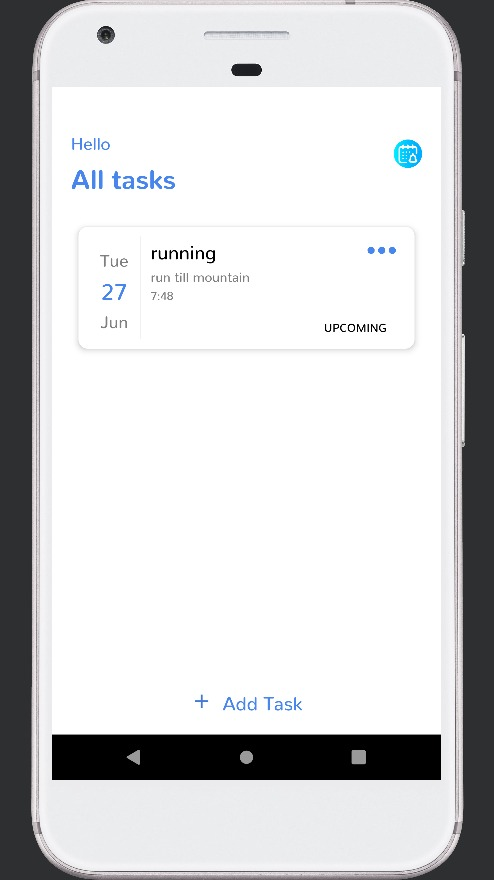 Hello
All tasks
Tue
27
Jun
running
run till mountain
7:48
UPCOMING
+ Add Task